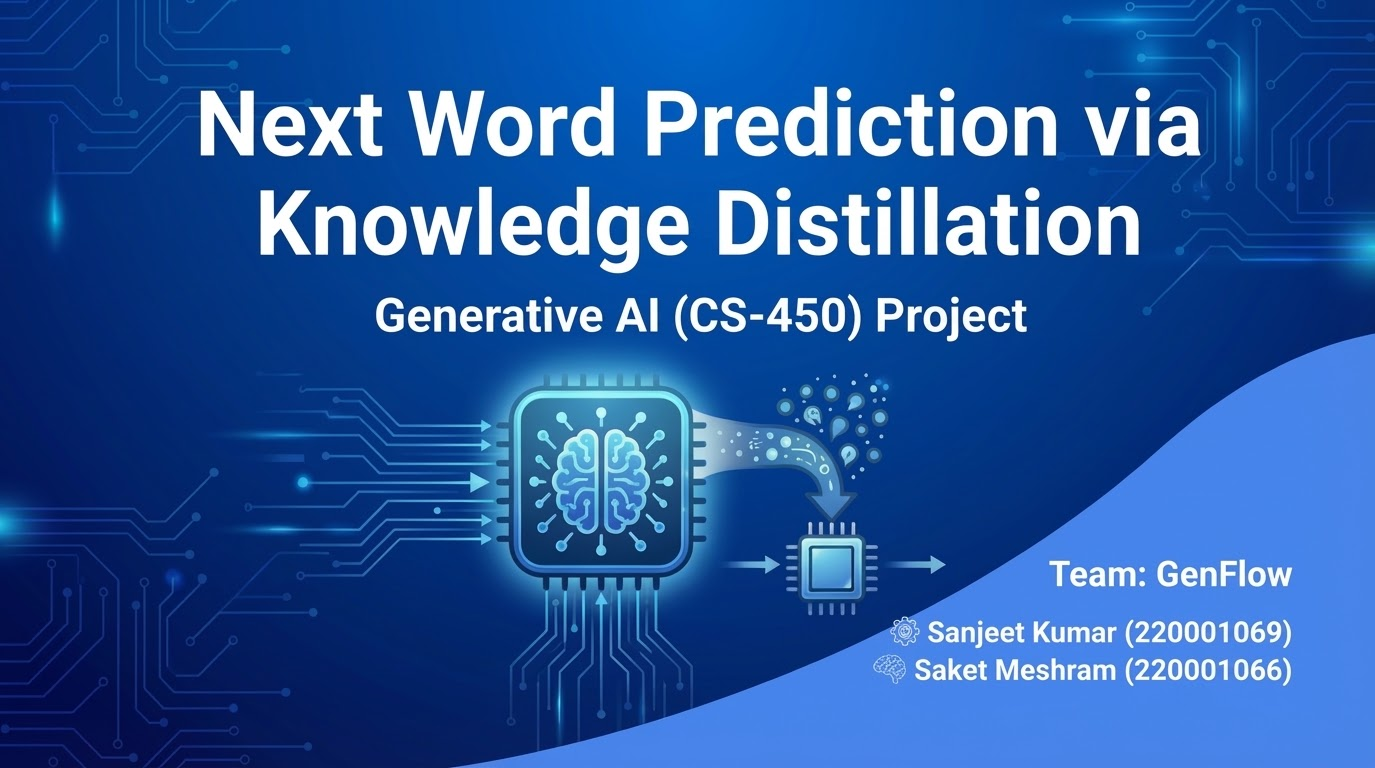 Next Word Prediction via
Knowledge Distillation
Generative AI (CS-450) Project
Team: GenFlow
Sanjeet Kumar (220001069)
Saket Meshram (220001066)